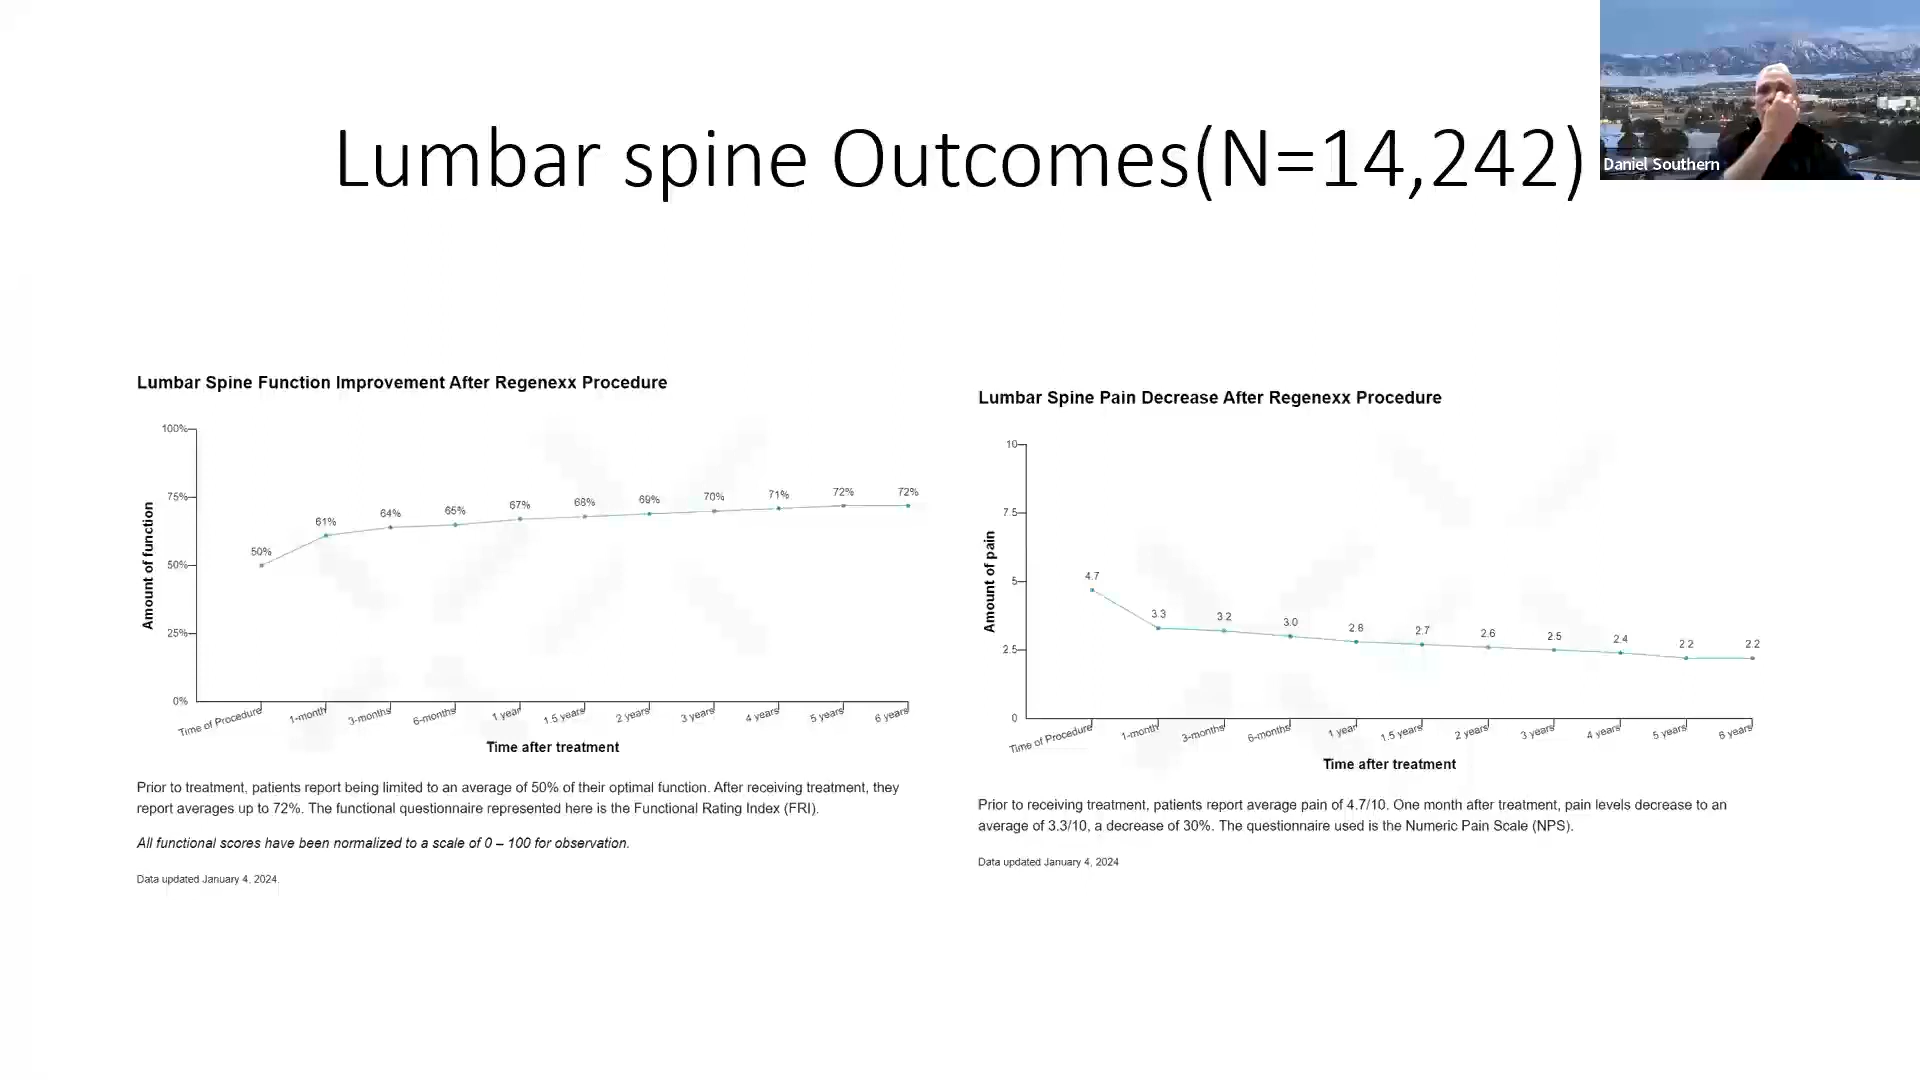 Lumbar spine Outcomes(N=14,242)
Daniel Southern
Lumbar Spine Function Improvement After Regenexx Procedure
100%
75%
50%
25%
0%
Amount of function
50%
61%
64%
65%
67%
68%
69%
70%
71%
72%
72%
Time of Procedure
1-month
3-months
6-months
1 year
1.5 years
2 years
3 years
4 years
5 years
6 years
Time after treatment
Prior to treatment, patients report being limited to an average of 50% of their optimal function. After receiving treatment, they
report averages up to 72%. The functional questionnaire represented here is the Functional Rating Index (FRI).
All functional scores have been normalized to a scale of 0 – 100 for observation.
Data updated January 4, 2024.
Lumbar Spine Pain Decrease After Regenexx Procedure
10
7.5
5
2.5
0
Amount of pain
4.7
3.3
3.2
3.0
2.8
2.7
2.6
2.5
2.4
2.2
2.2
Time of Procedure
1-month
3-months
6-months
1 year
1.5 years
2 years
3 years
4 years
5 years
6 years
Time after treatment
Prior to receiving treatment, patients report average pain of 4.7/10. One month after treatment, pain levels decrease to an
average of 3.3/10, a decrease of 30%. The questionnaire used is the Numeric Pain Scale (NPS).
Data updated January 4, 2024